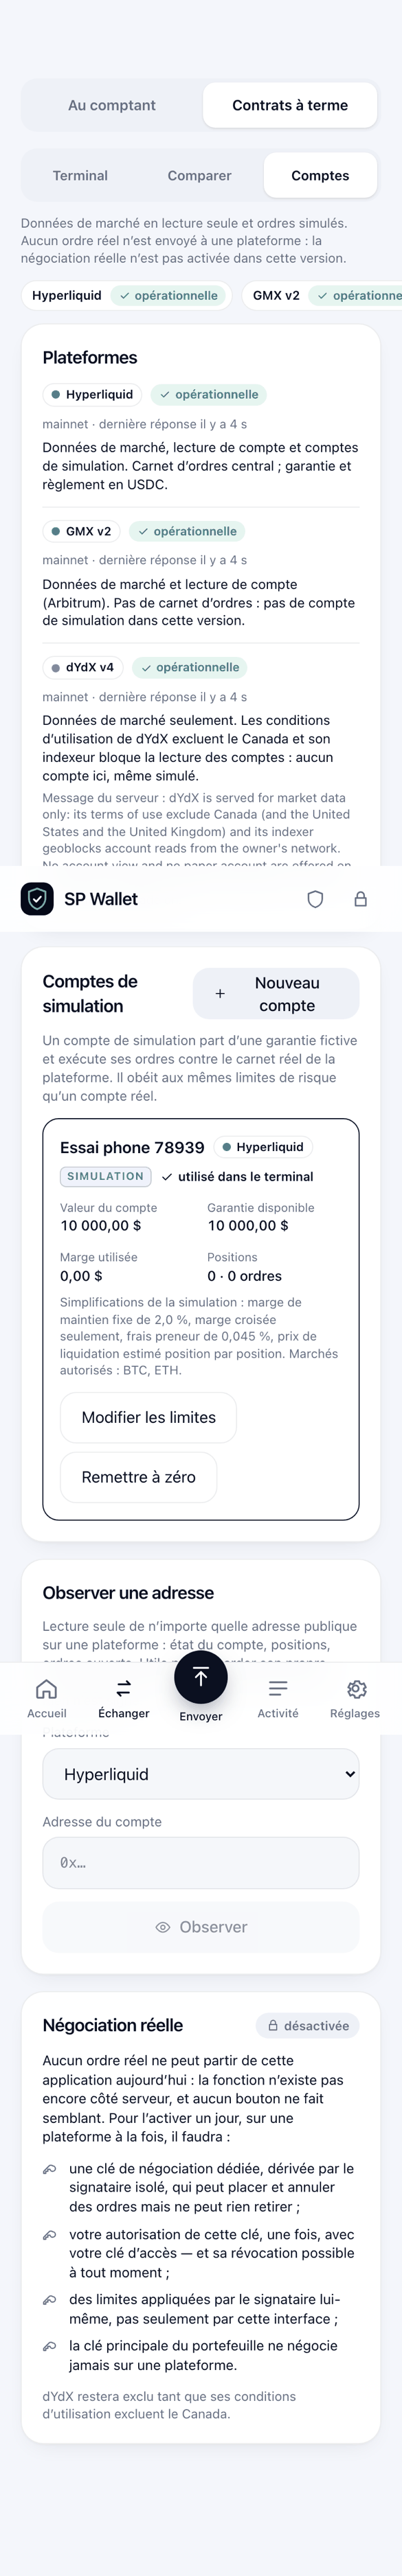 Au comptant
Contrats à terme
Terminal
Comparer
Comptes
Données de marché en lecture seule et ordres simulés.
Aucun ordre réel n’est envoyé à une plateforme : la
négociation réelle n’est pas activée dans cette version.
Hyperliquid ✓ opérationnelle
GMX v2 ✓ opérationne
Plateformes
Hyperliquid ✓ opérationnelle
mainnet · dernière réponse il y a 4 s
Données de marché, lecture de compte et comptes
de simulation. Carnet d’ordres central ; garantie et
règlement en USDC.
GMX v2 ✓ opérationnelle
mainnet · dernière réponse il y a 4 s
Données de marché et lecture de compte
(Arbitrum). Pas de carnet d’ordres : pas de compte
de simulation dans cette version.
dYdX v4 ✓ opérationnelle
mainnet · dernière réponse il y a 4 s
Données de marché seulement. Les conditions
d’utilisation de dYdX excluent le Canada et son
indexeur bloque la lecture des comptes : aucun
compte ici, même simulé.
Message du serveur : dYdX is served for market data
only: its terms of use exclude Canada (and the United
States and the United Kingdom) and its indexer
geoblocks account reads from the owner's network.
No account view and no paper account are offered on
SP Wallet
Comptes de
simulation
+ Nouveau
compte
Un compte de simulation part d’une garantie fictive
et exécute ses ordres contre le carnet réel de la
plateforme. Il obéit aux mêmes limites de risque
qu’un compte réel.
Essai phone 78939 Hyperliquid
SIMULATION ✓ utilisé dans le terminal
Valeur du compte
10 000,00 $
Garantie disponible
10 000,00 $
Marge utilisée
0,00 $
Positions
0 · 0 ordres
Simplifications de la simulation : marge de
maintien fixe de 2,0 %, marge croisée
seulement, frais preneur de 0,045 %, prix de
liquidation estimé position par position. Marchés
autorisés : BTC, ETH.
Modifier les limites
Remettre à zéro
Observer une adresse
Lecture seule de n’importe quelle adresse publique
sur une plateforme : état du compte, positions,
Accueil
Échanger
Envoyer
Activité
Réglages
Plateforme
Hyperliquid
Adresse du compte
0x…
Observer
Négociation réelle
désactivée
Aucun ordre réel ne peut partir de cette
application aujourd’hui : la fonction n’existe pas
encore côté serveur, et aucun bouton ne fait
semblant. Pour l’activer un jour, sur une
plateforme à la fois, il faudra :
une clé de négociation dédiée, dérivée par le
signataire isolé, qui peut placer et annuler
des ordres mais ne peut rien retirer ;
votre autorisation de cette clé, une fois, avec
votre clé d’accès — et sa révocation possible
à tout moment ;
des limites appliquées par le signataire lui-
même, pas seulement par cette interface ;
la clé principale du portefeuille ne négocie
jamais sur une plateforme.
dYdX restera exclu tant que ses conditions
d’utilisation excluent le Canada.